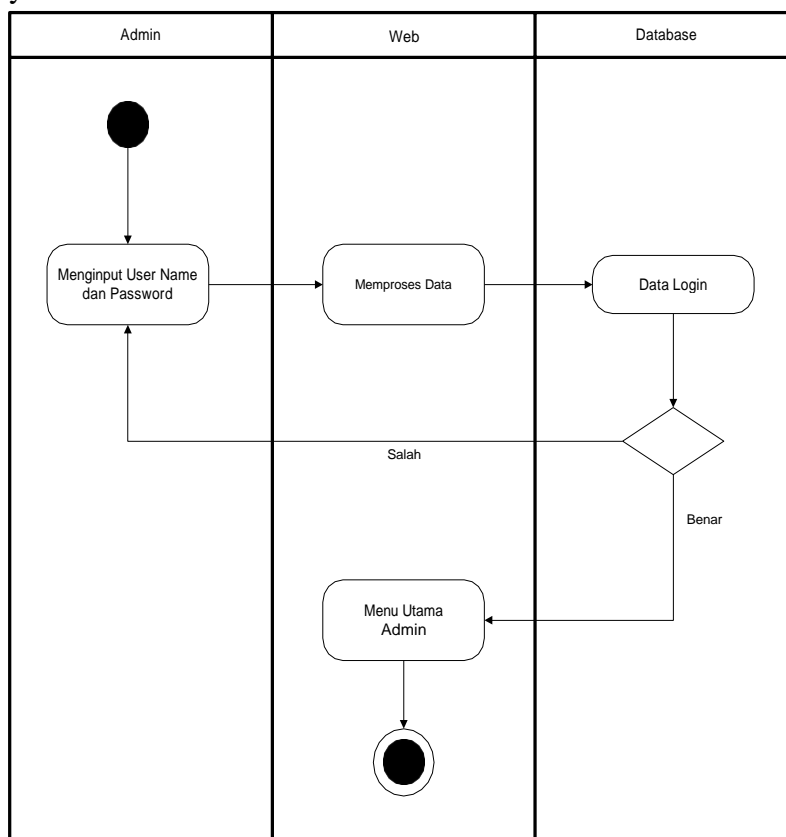 y
Admin
Web
Database
Menginput User Name
dan Password
Memproses Data
Data Login
Salah
Benar
Menu Utama
Admin